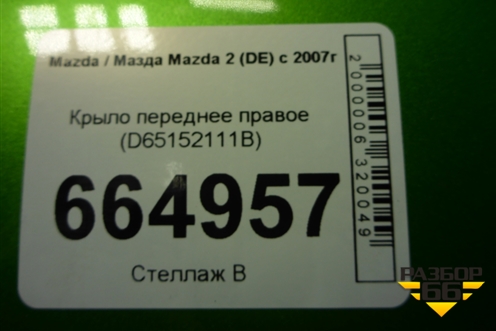 Mazda / Мазда Mazda 2 (DE) с 2007г
Крыло переднее правое
(D65152111B)
664957
Стеллаж В
2000006320049
РАЗБОР
66